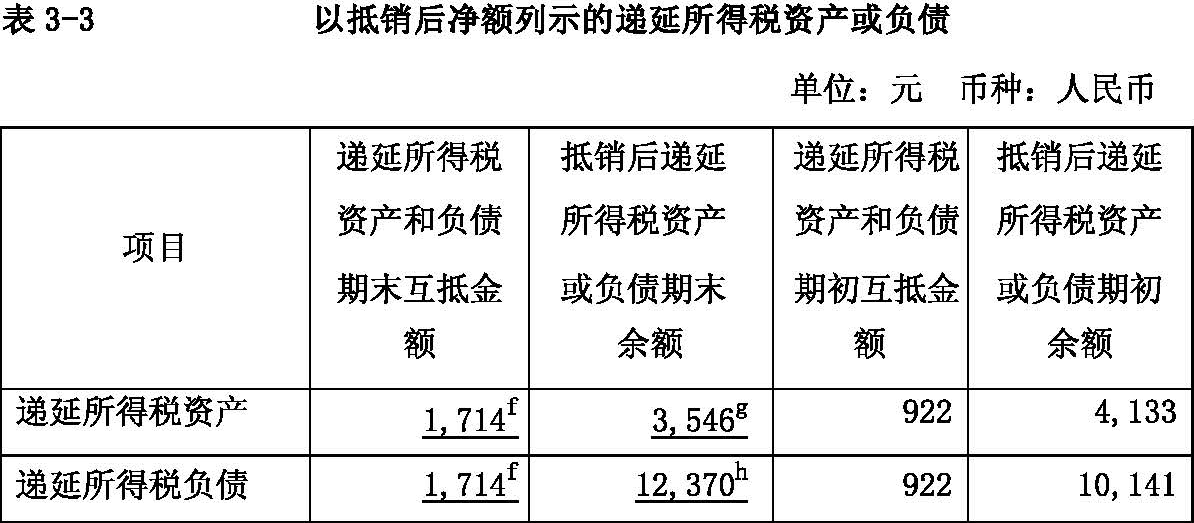 表 3-3 以抵销后净额列示的递延所得税资产或负债
单位：元 币种：人民币
项目
递延所得税
资产和负债
期末互抵金
额
抵销后递延
所得税资产
或负债期末
余额
递延所得税
资产和负债
期初互抵金
额
抵销后递延
所得税资产
或负债期初
余额
递延所得税资产 1,714f 3,546g 922 4,133
递延所得税负债 1,714f 12,370h 922 10,141